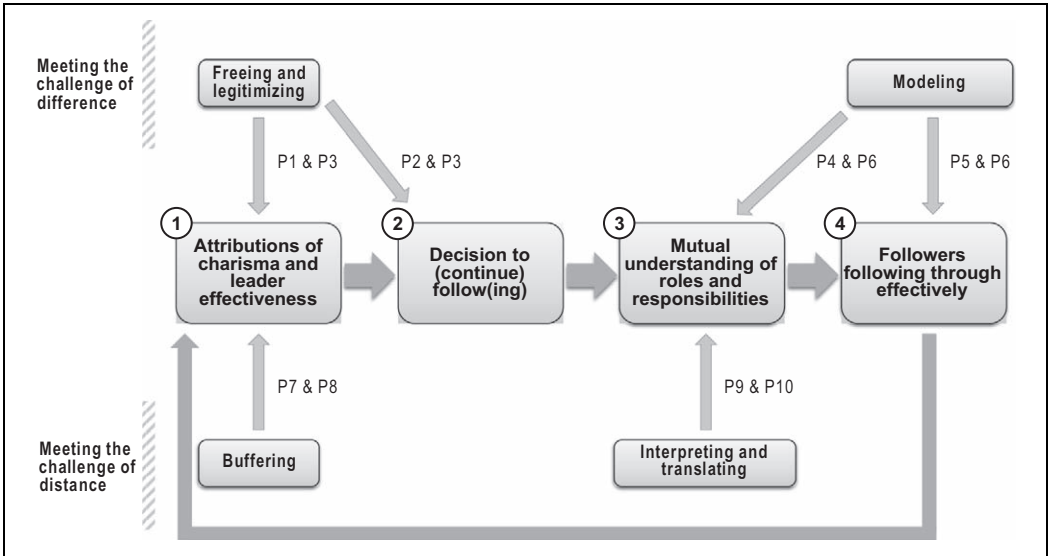 Meeting the
challenge of
difference
Freeing and
legitimizing
Modeling
P1 & P3
P2 & P3
P4 & P6
P5 & P6
1
Attributions of
charisma and
leader
effectiveness
2
Decision to
(continue)
follow(ing)
3
Mutual
understanding of
roles and
responsibilities
4
Followers
following through
effectively
P7 & P8
P9 & P10
Meeting the
challenge of
distance
Buffering
Interpreting and
translating